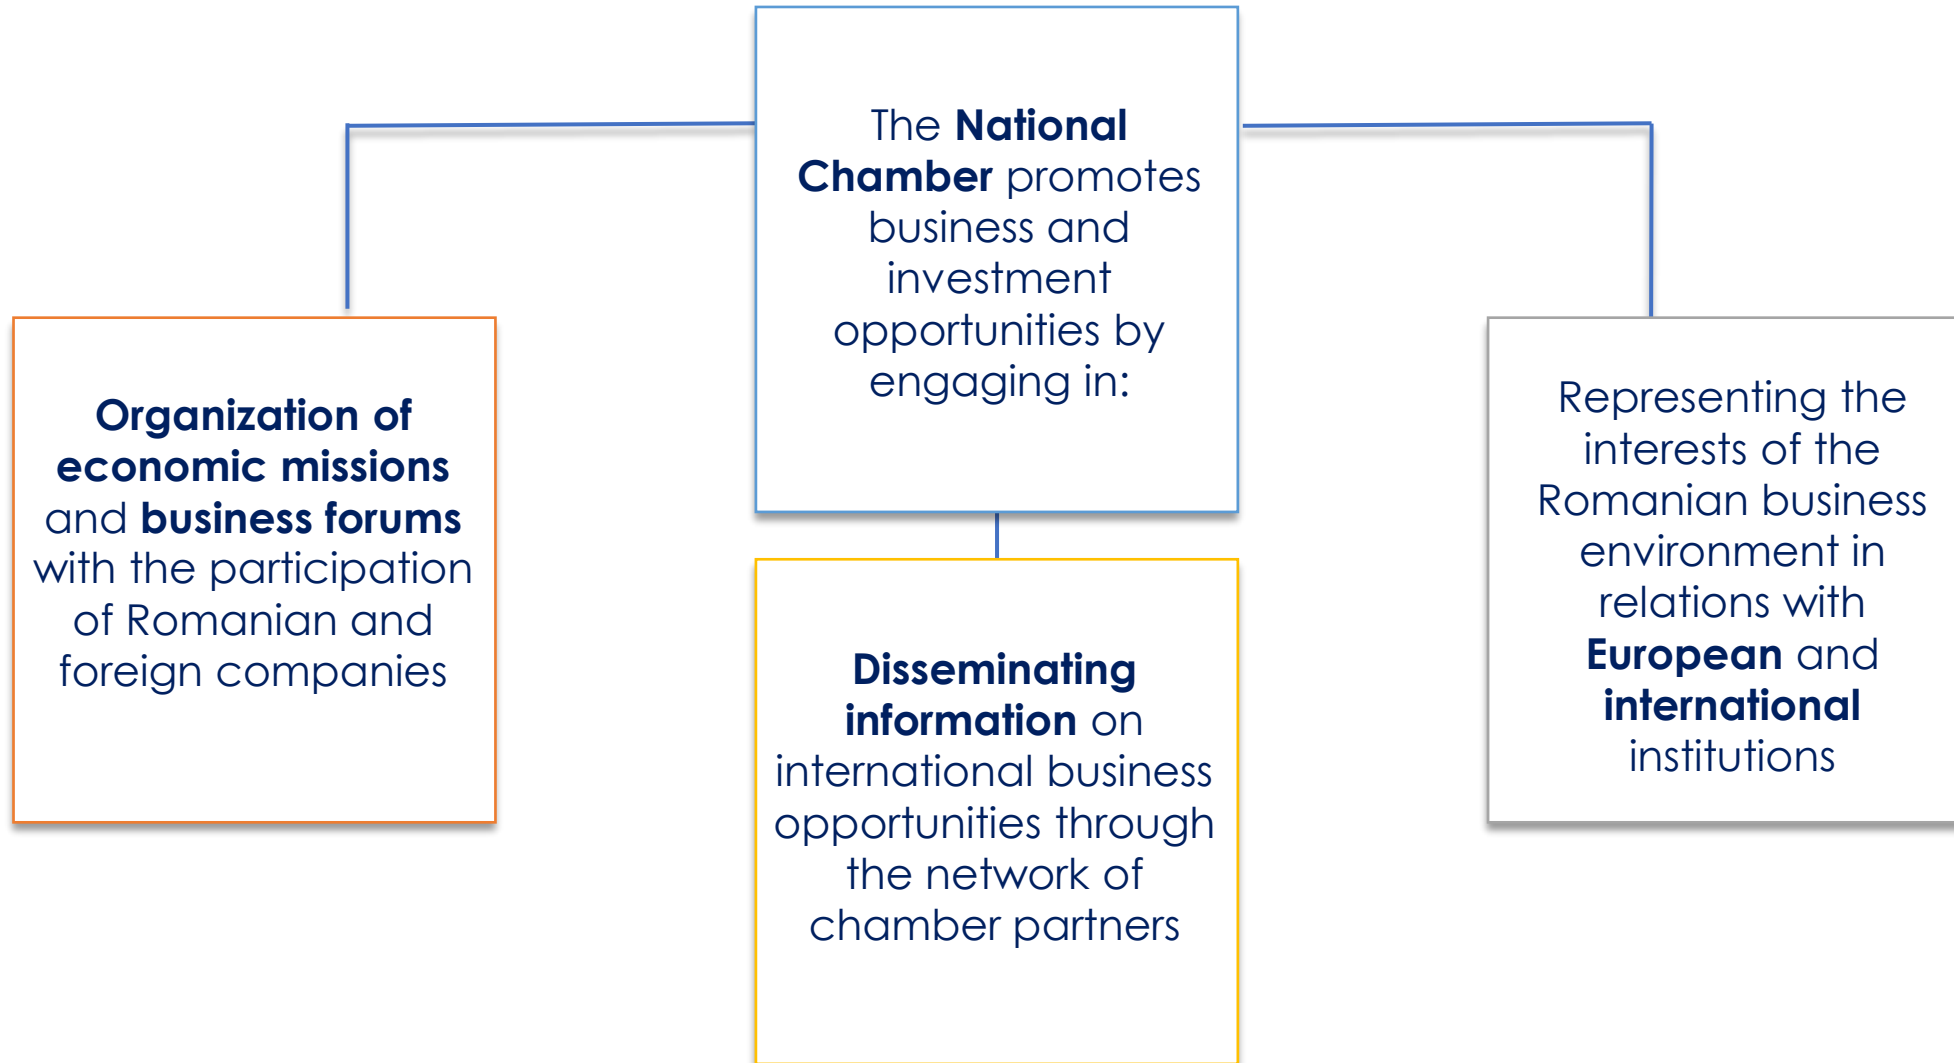 The National
Chamber promotes
business and
investment
opportunities by
engaging in:
Organization of
economic missions
and business forums
with the participation
of Romanian and
foreign companies
Disseminating
information on
international business
opportunities through
the network of
chamber partners
Representing the
interests of the
Romanian business
environment in
relations with
European and
international
institutions